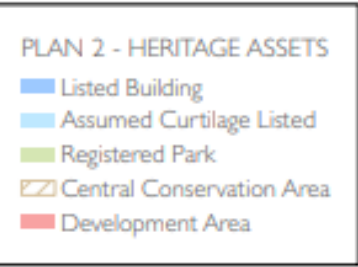 PLAN 2 - HERITAGE ASSETS
Listed Building
Assumed Curtilage Listed
Registered Park
Central Conservation Area
Development Area